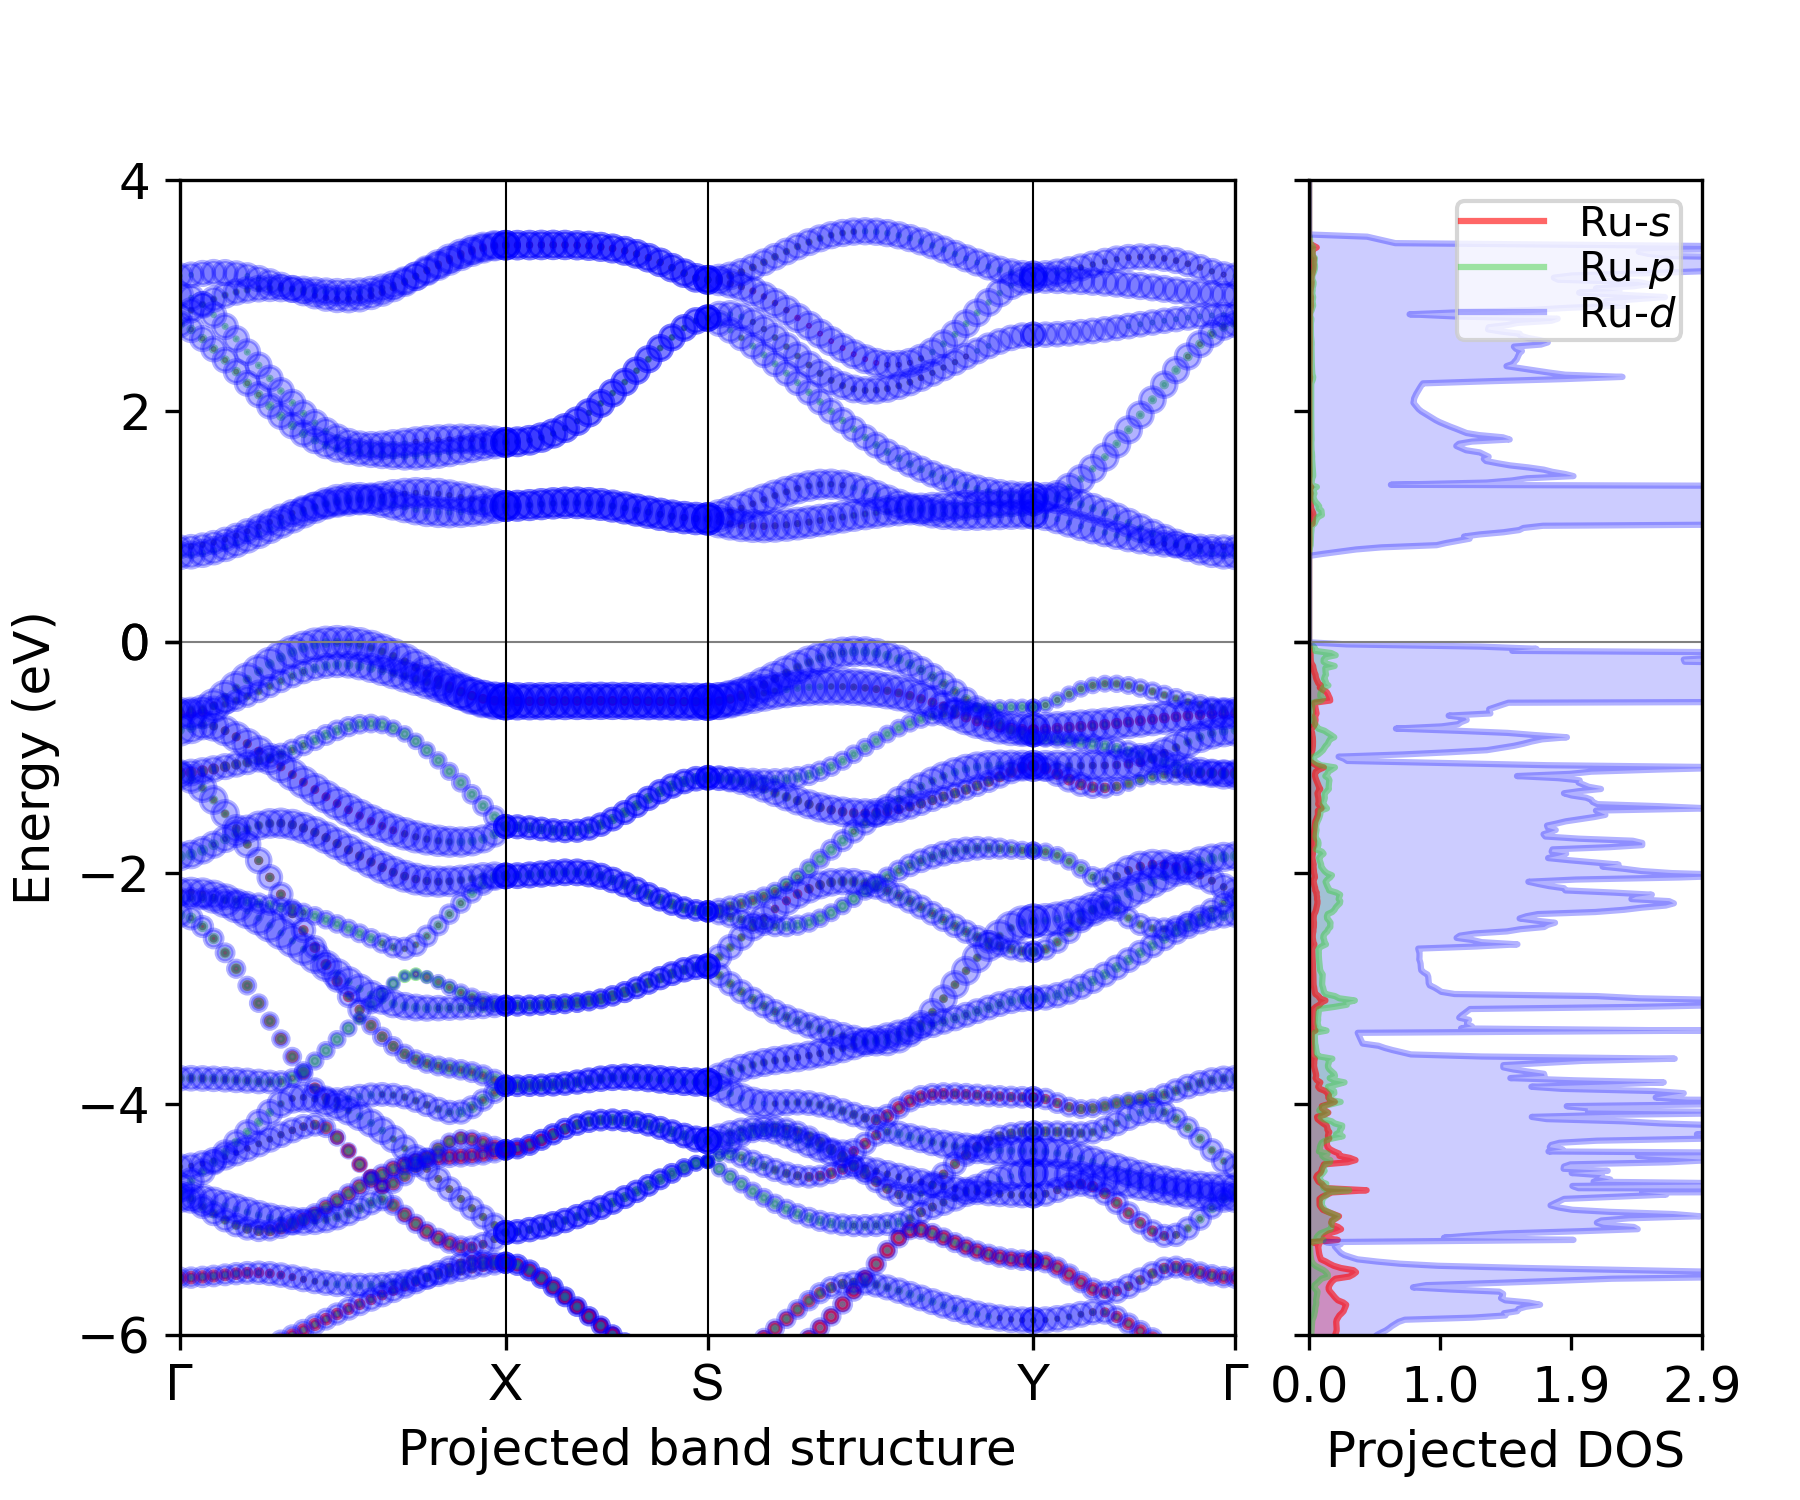 4
2
0
−2
−4
−6
Energy (eV)
Γ X S Y Γ
Projected band structure
Ru-s
Ru-p
Ru-d
0.0 1.0 1.9 2.9
Projected DOS